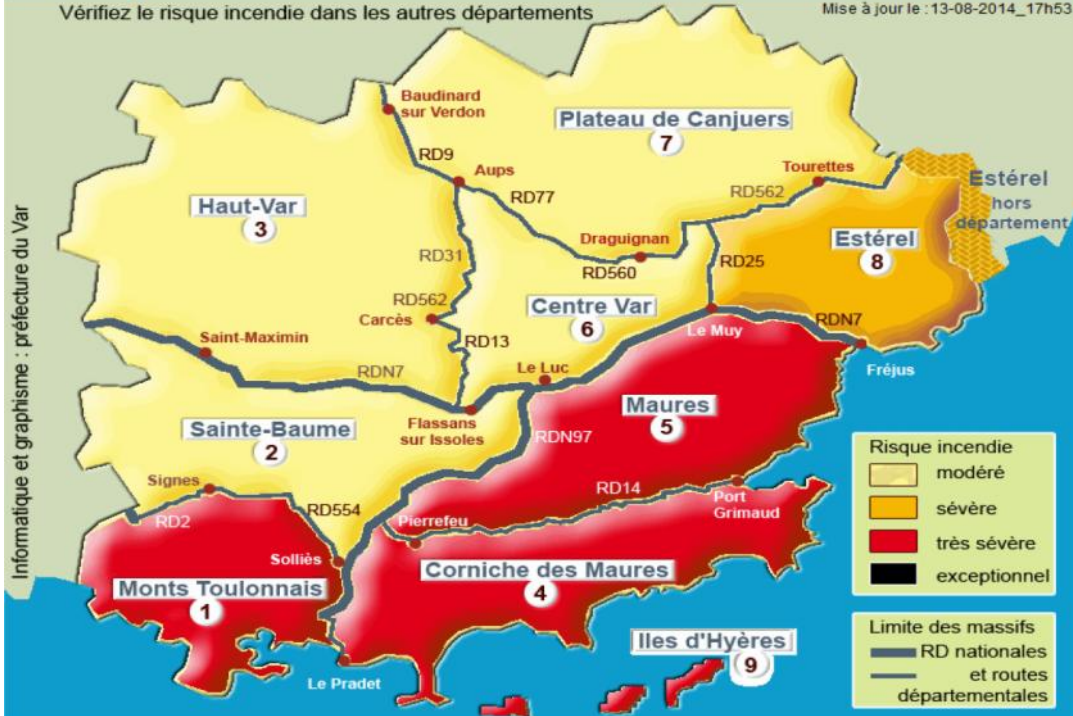 Vérifiez le risque incendie dans les autres départements
Mise à jour le : 13-08-2014_17h53
Informatique et graphisme : préfecture du Var
Baudinard
sur Verdon
Plateau de Canjuers
7
RD9
Aups
RD77
Tourettes
RD562
Estérel
hors
département
Haut-Var
3
RD31
Draguignan
RD560
RD25
Estérel
8
RD562
Carcès
Centre Var
6
Le Muy
RDN7
Saint-Maximin
RD13
RDN7
Le Luc
Fréjus
Flassans
sur Issoles
Maures
5
Sainte-Baume
2
RDN97
Signes
RD2
RD554
RD14
Port
Grimaud
Pierrefeu
Solliès
Monts Toulonnais
1
Corniche des Maures
4
Iles d'Hyères
9
Le Pradet
Risque incendie
modéré
sévère
très sévère
exceptionnel
Limite des massifs
RD nationales
et routes
départementales